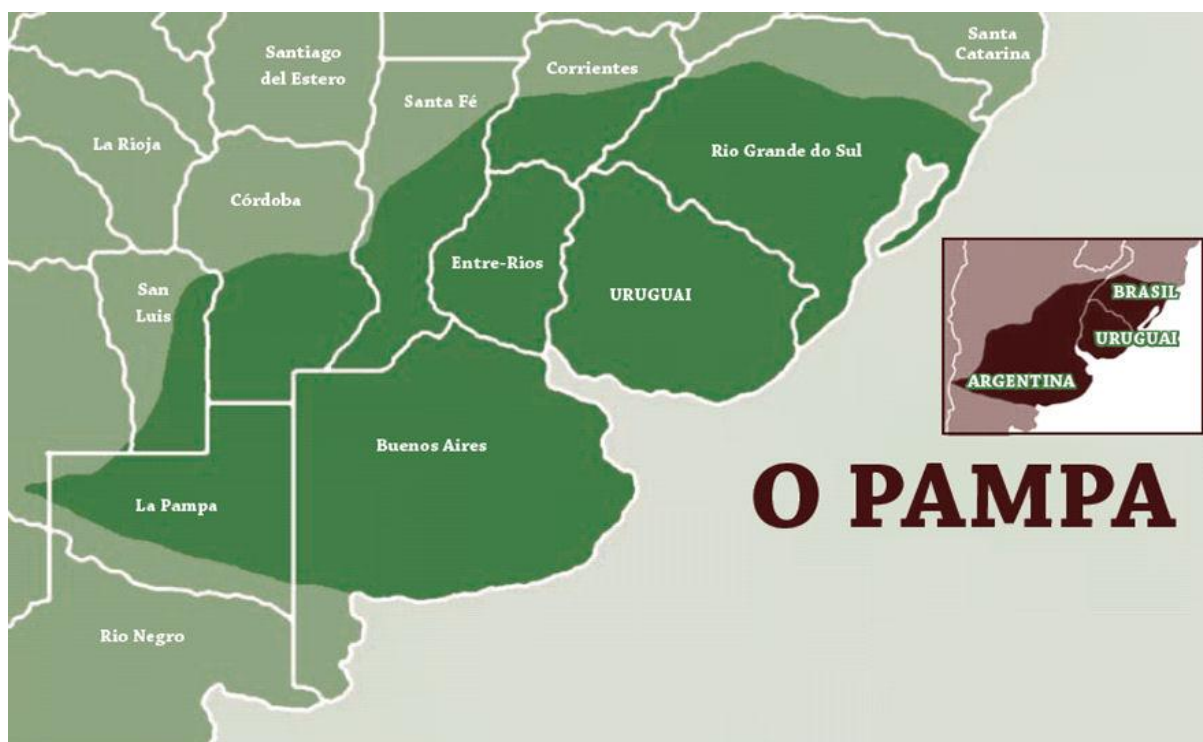 Santa
Catarina
Santiago
del Estero
Corrientes
Santa Fé
La Rioja
Rio Grande do Sul
Córdoba
Entre-Rios
San
Luis
URUGUAI
BRASIL
URUGUAI
ARGENTINA
Buenos Aires
La Pampa
O PAMPA
Rio Negro